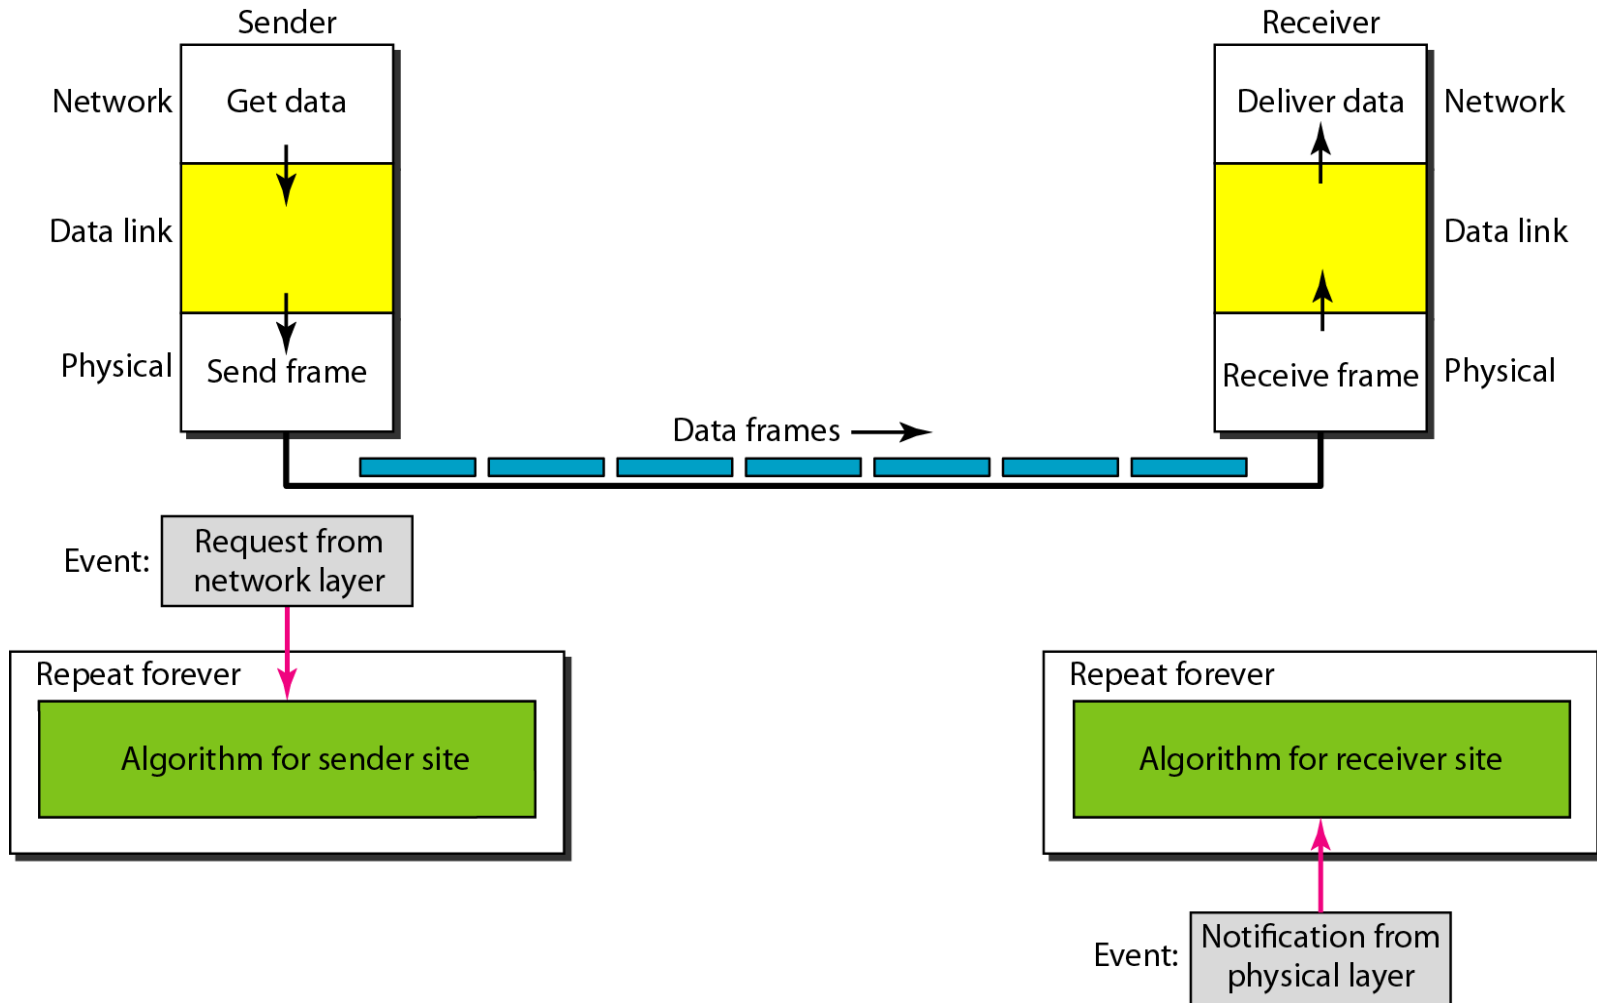 Sender
Receiver
Network
Get data
Deliver data
Network
Data link
Data link
Physical
Send frame
Receive frame
Physical
Data frames
Event:
Request from
network layer
Repeat forever
Algorithm for sender site
Repeat forever
Algorithm for receiver site
Event:
Notification from
physical layer